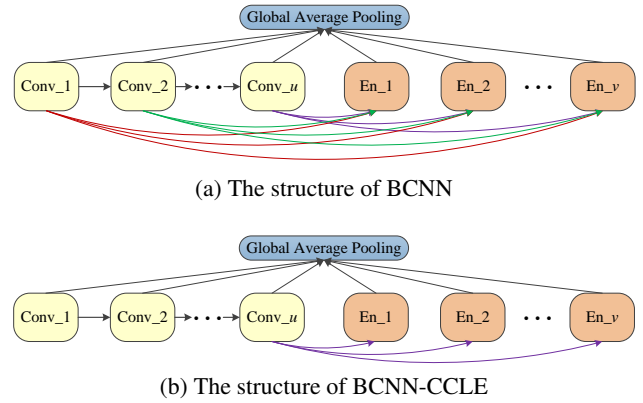 Global Average Pooling
Conv_1 Conv_2 ··· Conv_u En_1 En_2 ··· En_v
(a) The structure of BCNN
Global Average Pooling
Conv_1 Conv_2 ··· Conv_u En_1 En_2 ··· En_v
(b) The structure of BCNN-CCLE